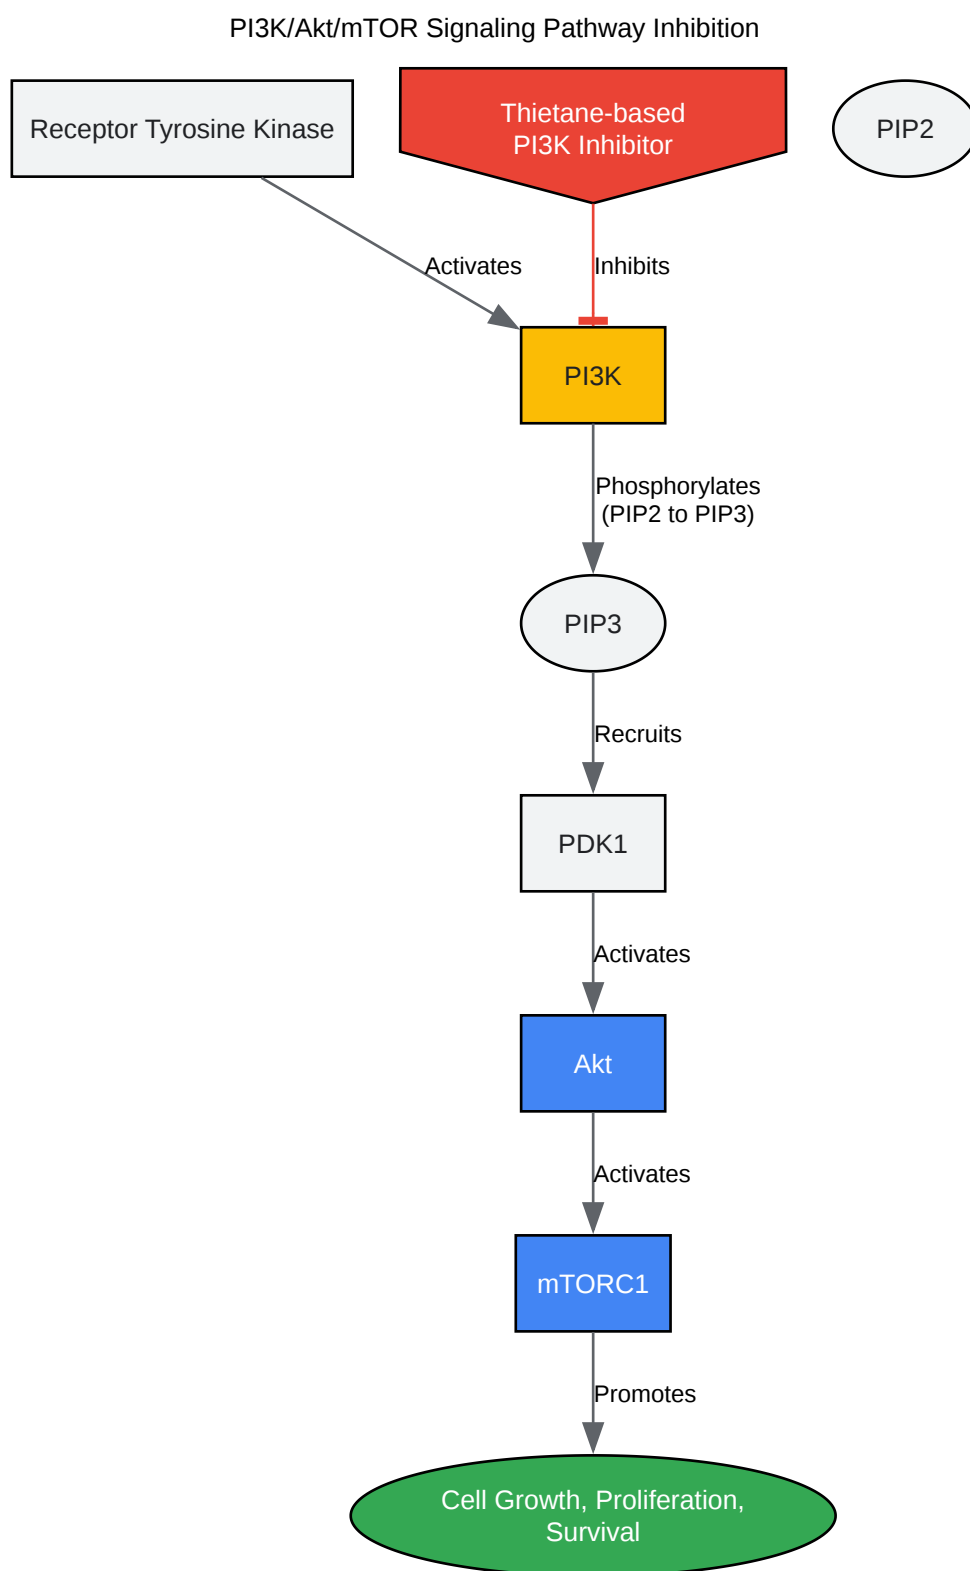 PI3K/Akt/mTOR Signaling Pathway Inhibition
Receptor Tyrosine Kinase
Thietane-based
PI3K Inhibitor
PIP2
Activates
Inhibits
PI3K
Phosphorylates
(PIP2 to PIP3)
PIP3
Recruits
PDK1
Activates
Akt
Activates
mTORC1
Promotes
Cell Growth, Proliferation,
Survival